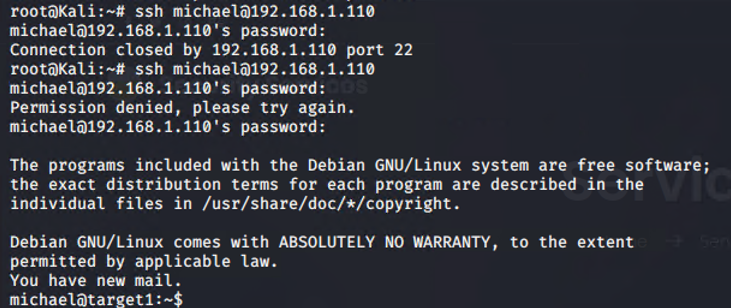 root@Kali:~# ssh michael@192.168.1.110
michael@192.168.1.110's password:
Connection closed by 192.168.1.110 port 22
root@Kali:~# ssh michael@192.168.1.110
michael@192.168.1.110's password:
Permission denied, please try again.
michael@192.168.1.110's password:

The programs included with the Debian GNU/Linux system are free software;
the exact distribution terms for each program are described in the
individual files in /usr/share/doc/*/copyright.

Debian GNU/Linux comes with ABSOLUTELY NO WARRANTY, to the extent
permitted by applicable law.
You have new mail.
michael@target1:~$